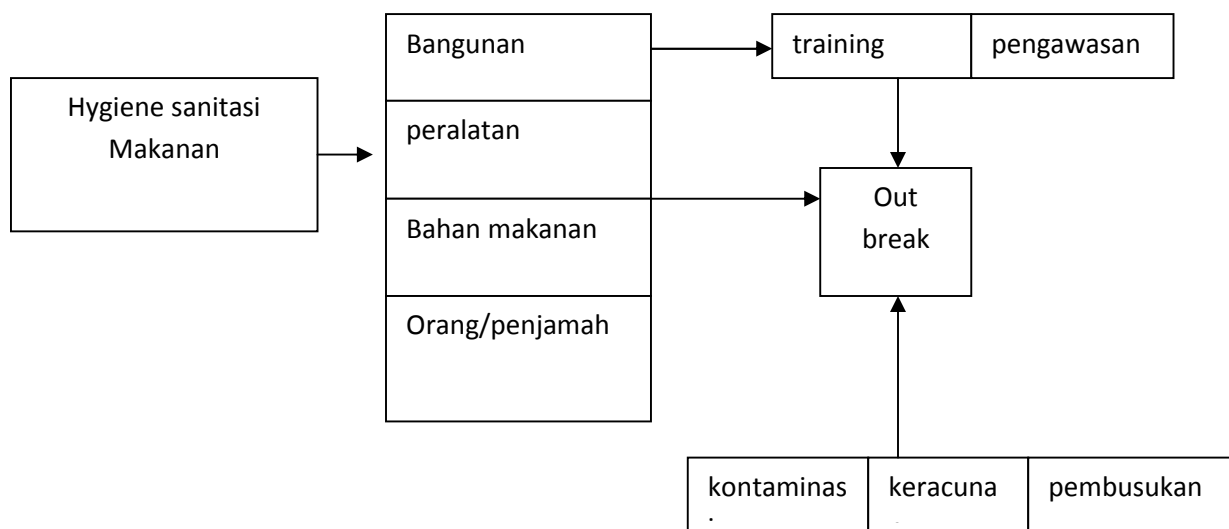 Hygiene sanitasi
Makanan
Bangunan
peralatan
Bahan makanan
Orang/penjamah
training
pengawasan
Out
break
kontaminas
keracuna
pembusukan